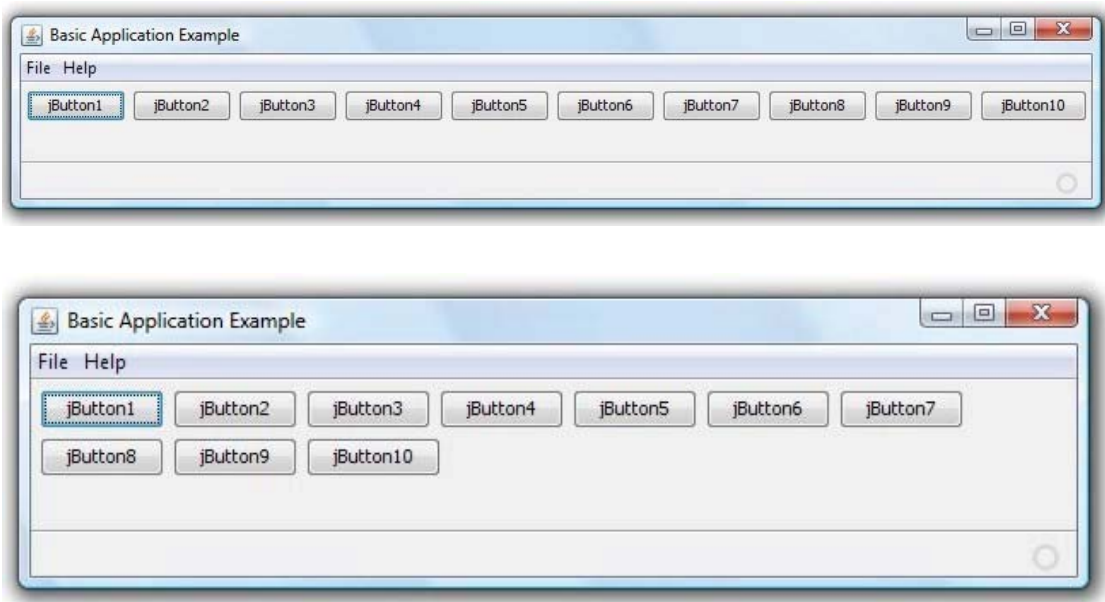 Basic Application Example
File Help
jButton1 jButton2 jButton3 jButton4 jButton5 jButton6 jButton7 jButton8 jButton9 jButton10
Basic Application Example
File Help
jButton1 jButton2 jButton3 jButton4 jButton5 jButton6 jButton7
jButton8 jButton9 jButton10